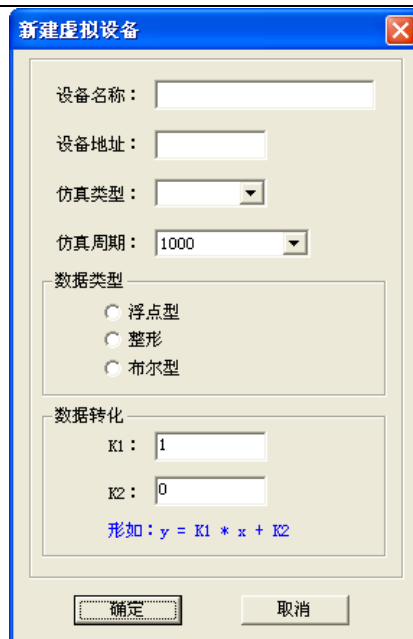 新建虚拟设备
设备名称：
设备地址：
仿真类型：
仿真周期： 1000
数据类型
浮点型
整形
布尔型
数据转化
K1： 1
K2： 0
形如：y = K1 * x + K2
确定 取消